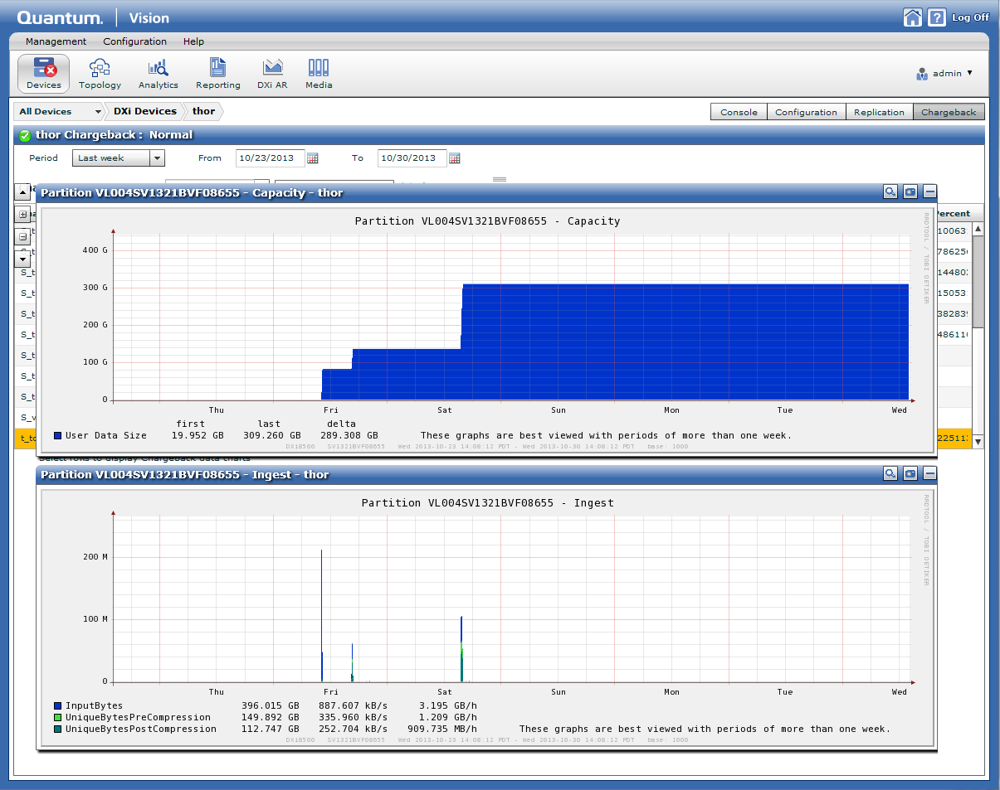 Quantum. Vision Log Off
Management Configuration Help
Devices Topology Analytics Reporting DXi AR Media admin
All Devices DXi Devices thor Console Configuration Replication Chargeback
thor Chargeback : Normal
Period Last week From 10/23/2013 To 10/30/2013
Partition VL004SV1321BVF08655 - Capacity - thor
Partition VL004SV1321BVF08655 - Capacity
RRDTOOL / TOBI OETIKER
400 G
300 G
200 G
100 G
0
Thu Fri Sat Sun Mon Tue Wed
first last delta
User Data Size 19.952 GB 309.260 GB 289.308 GB These graphs are best viewed with periods of more than one week.
DXi8500 SV1321BVF08655 Wed 2013-10-23 14:08:12 PDT - Wed 2013-10-30 14:08:12 PDT base: 1000
Percent
10063
78625
14480
15053
38283
48611
22511
S_t
S_t
S_t
S_t
S_t
S_t
S_t
S_v
t_to
Select rows to display Chargeback data charts
Partition VL004SV1321BVF08655 - Ingest - thor
Partition VL004SV1321BVF08655 - Ingest
RRDTOOL / TOBI OETIKER
200 M
100 M
0
Thu Fri Sat Sun Mon Tue Wed
InputBytes 396.015 GB 887.607 kB/s 3.195 GB/h
UniqueBytesPreCompression 149.892 GB 335.960 kB/s 1.209 GB/h
UniqueBytesPostCompression 112.747 GB 252.704 kB/s 909.735 MB/h These graphs are best viewed with periods of more than one week.
DXi8500 SV1321BVF08655 Wed 2013-10-23 14:08:12 PDT - Wed 2013-10-30 14:08:12 PDT base: 1000